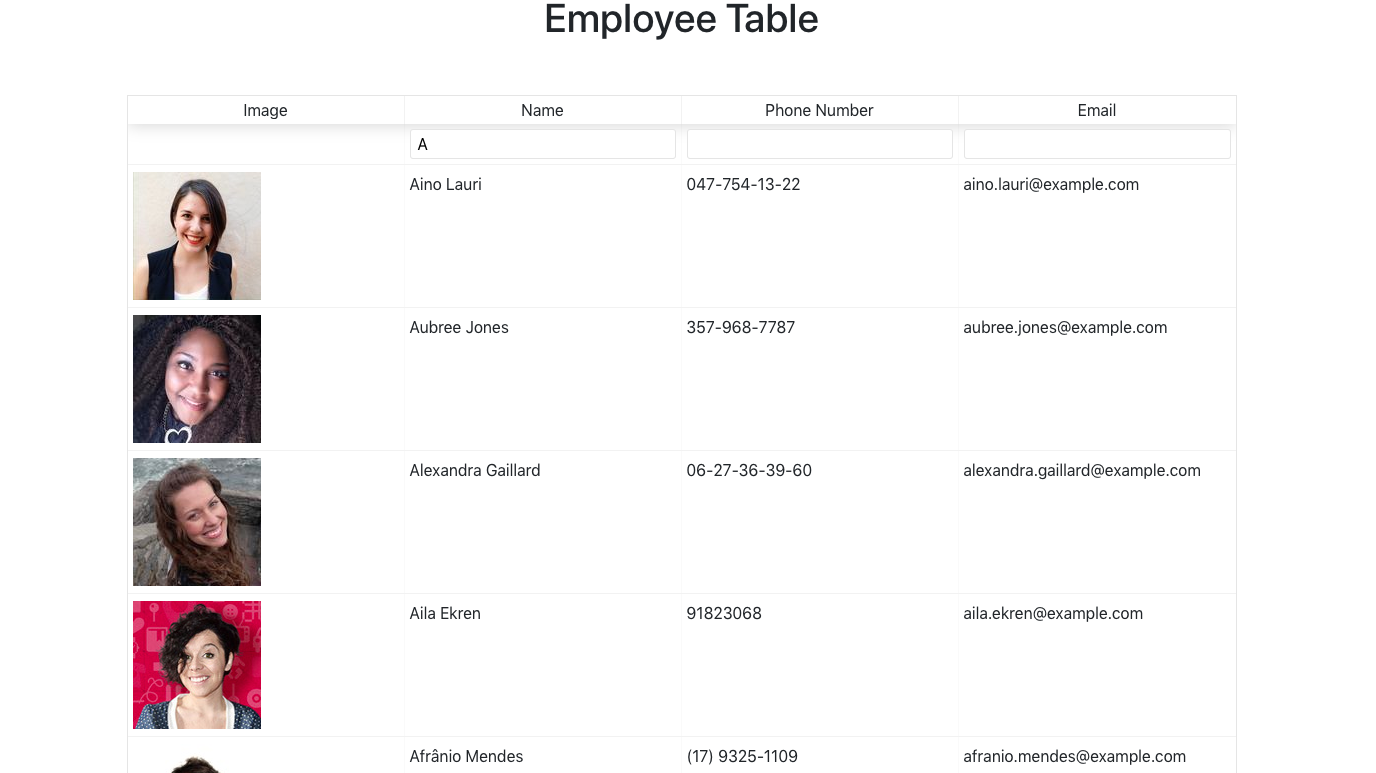 Employee Table
Image Name Phone Number Email
A
Aino Lauri 047-754-13-22 aino.lauri@example.com
Aubree Jones 357-968-7787 aubree.jones@example.com
Alexandra Gaillard 06-27-36-39-60 alexandra.gaillard@example.com
Aila Ekren 91823068 aila.ekren@example.com
Afrânio Mendes (17) 9325-1109 afranio.mendes@example.com